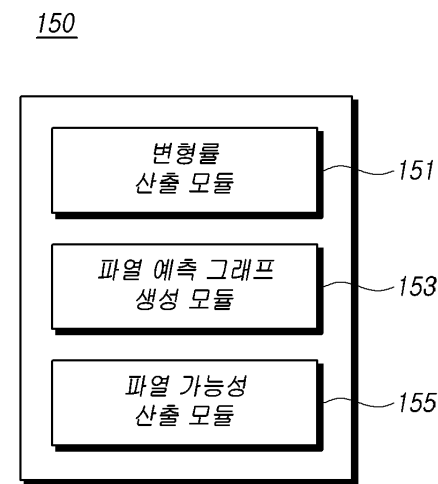 150
변형률
산출 모듈
151
파열 예측 그래프
생성 모듈
153
파열 가능성
산출 모듈
155